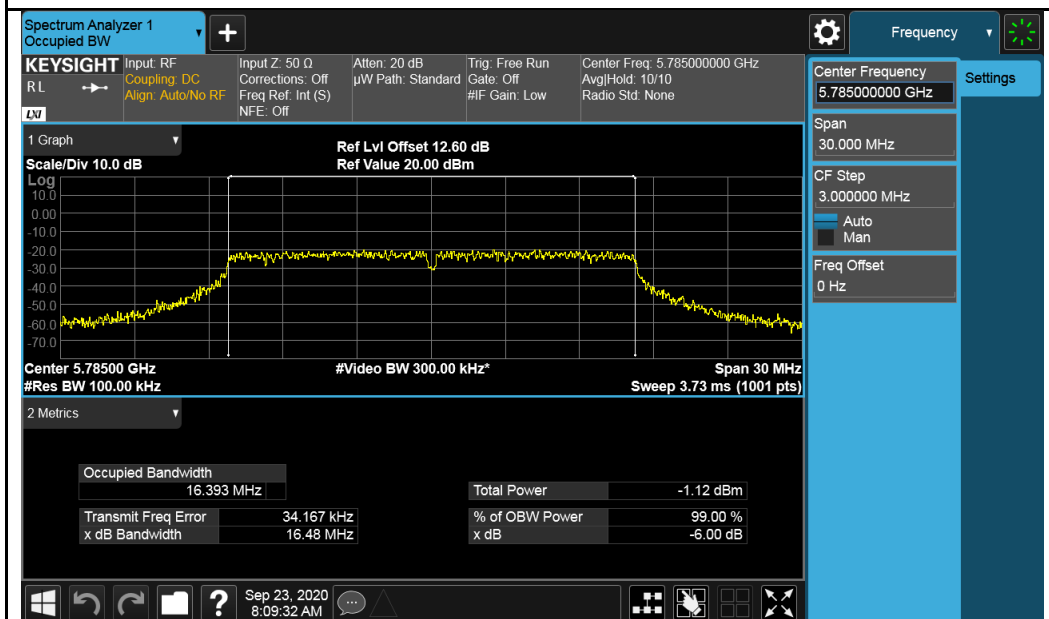 Spectrum Analyzer 1
Occupied BW
+
Frequency
KEYSIGHT
R L
LXI
Input: RF
Coupling: DC
Align: Auto/No RF
Input Z: 50 Ω
Corrections: Off
Freq Ref: Int (S)
NFE: Off
Atten: 20 dB
µW Path: Standard
Trig: Free Run
Gate: Off
#IF Gain: Low
Center Freq: 5.785000000 GHz
Avg|Hold: 10/10
Radio Std: None
Center Frequency
5.785000000 GHz
Settings
Span
30.000 MHz
CF Step
3.000000 MHz
Auto
Man
Freq Offset
0 Hz
1 Graph
Scale/Div 10.0 dB
Ref Lvl Offset 12.60 dB
Ref Value 20.00 dBm
Log
10.0
0.00
-10.0
-20.0
-30.0
-40.0
-50.0
-60.0
-70.0
Center 5.78500 GHz
#Video BW 300.00 kHz*
Span 30 MHz
#Res BW 100.00 kHz
Sweep 3.73 ms (1001 pts)
2 Metrics
Occupied Bandwidth
16.393 MHz
Total Power -1.12 dBm
Transmit Freq Error 34.167 kHz
% of OBW Power 99.00 %
x dB Bandwidth 16.48 MHz
x dB -6.00 dB
?
Sep 23, 2020
8:09:32 AM